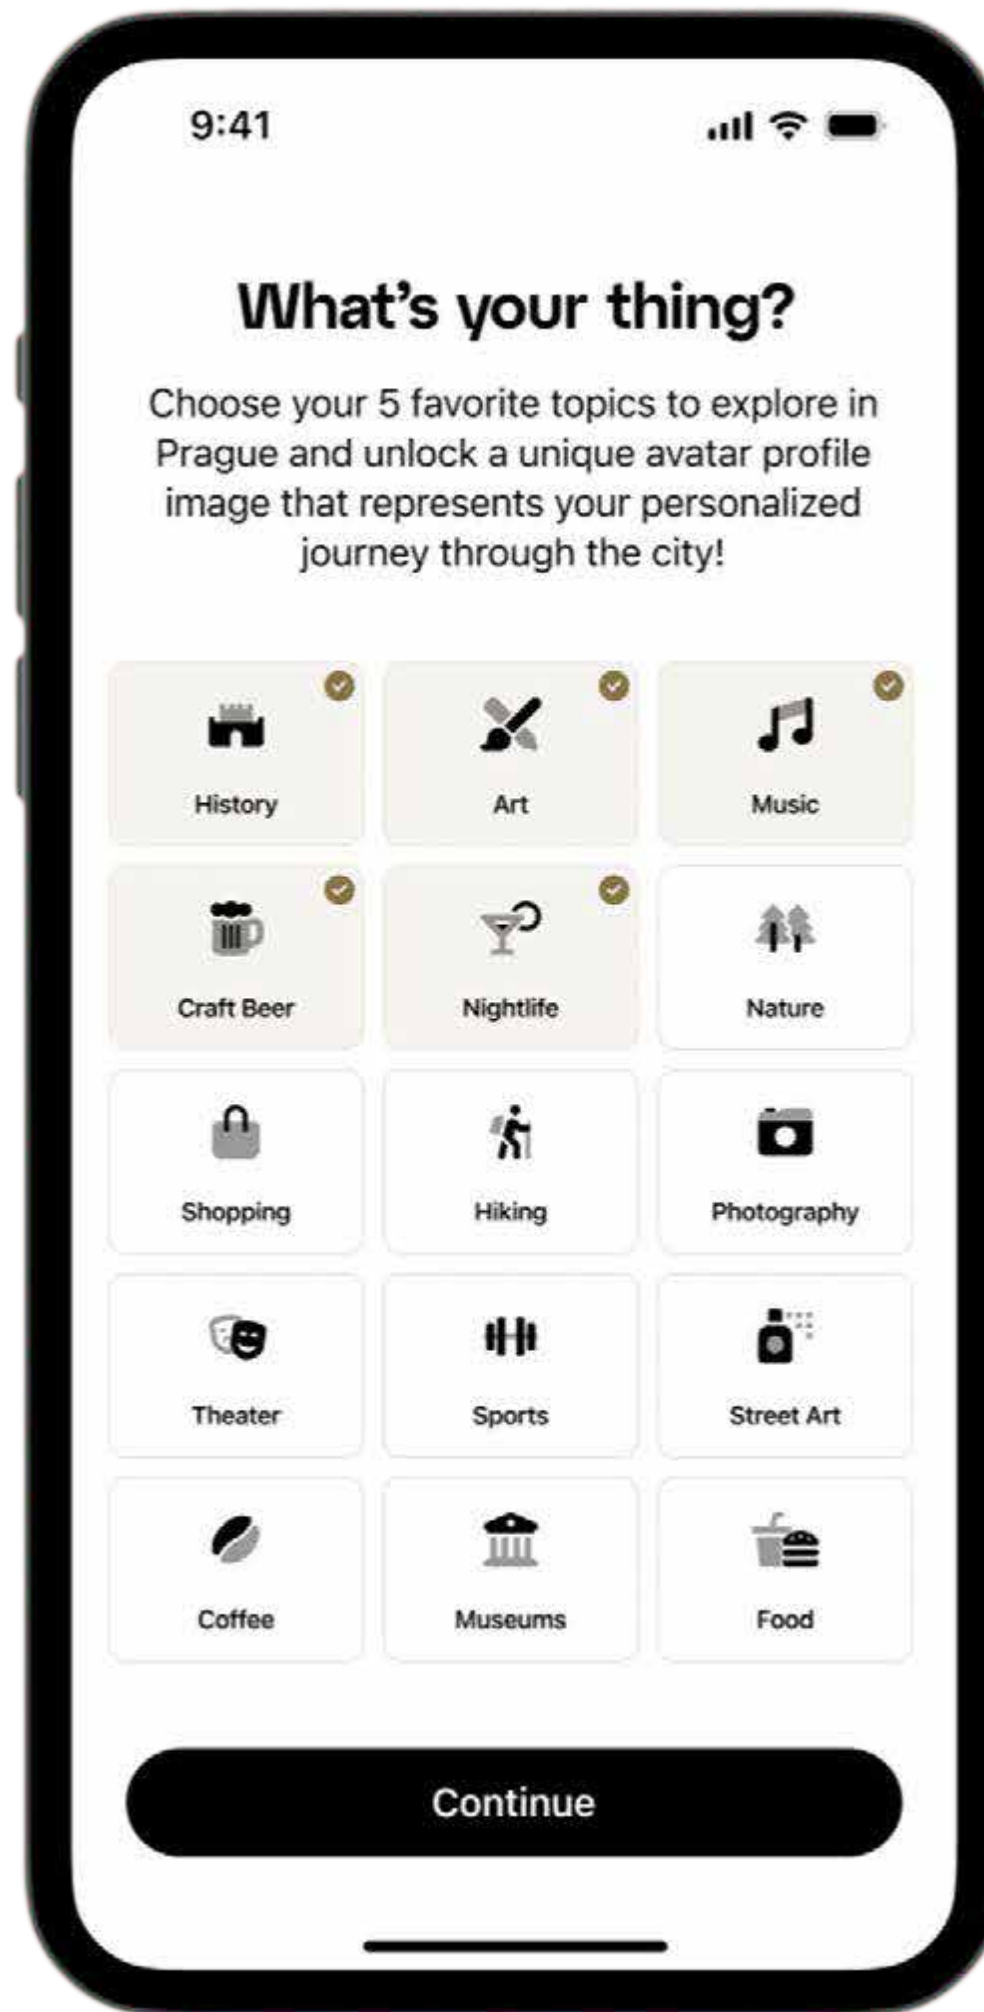 9:41
What's your thing?
Choose your 5 favorite topics to explore in
Prague and unlock a unique avatar profile
image that represents your personalized
journey through the city!
History
Art
Music
Craft Beer
Nightlife
Nature
Shopping
Hiking
Photography
Theater
Sports
Street Art
Coffee
Museums
Food
Continue